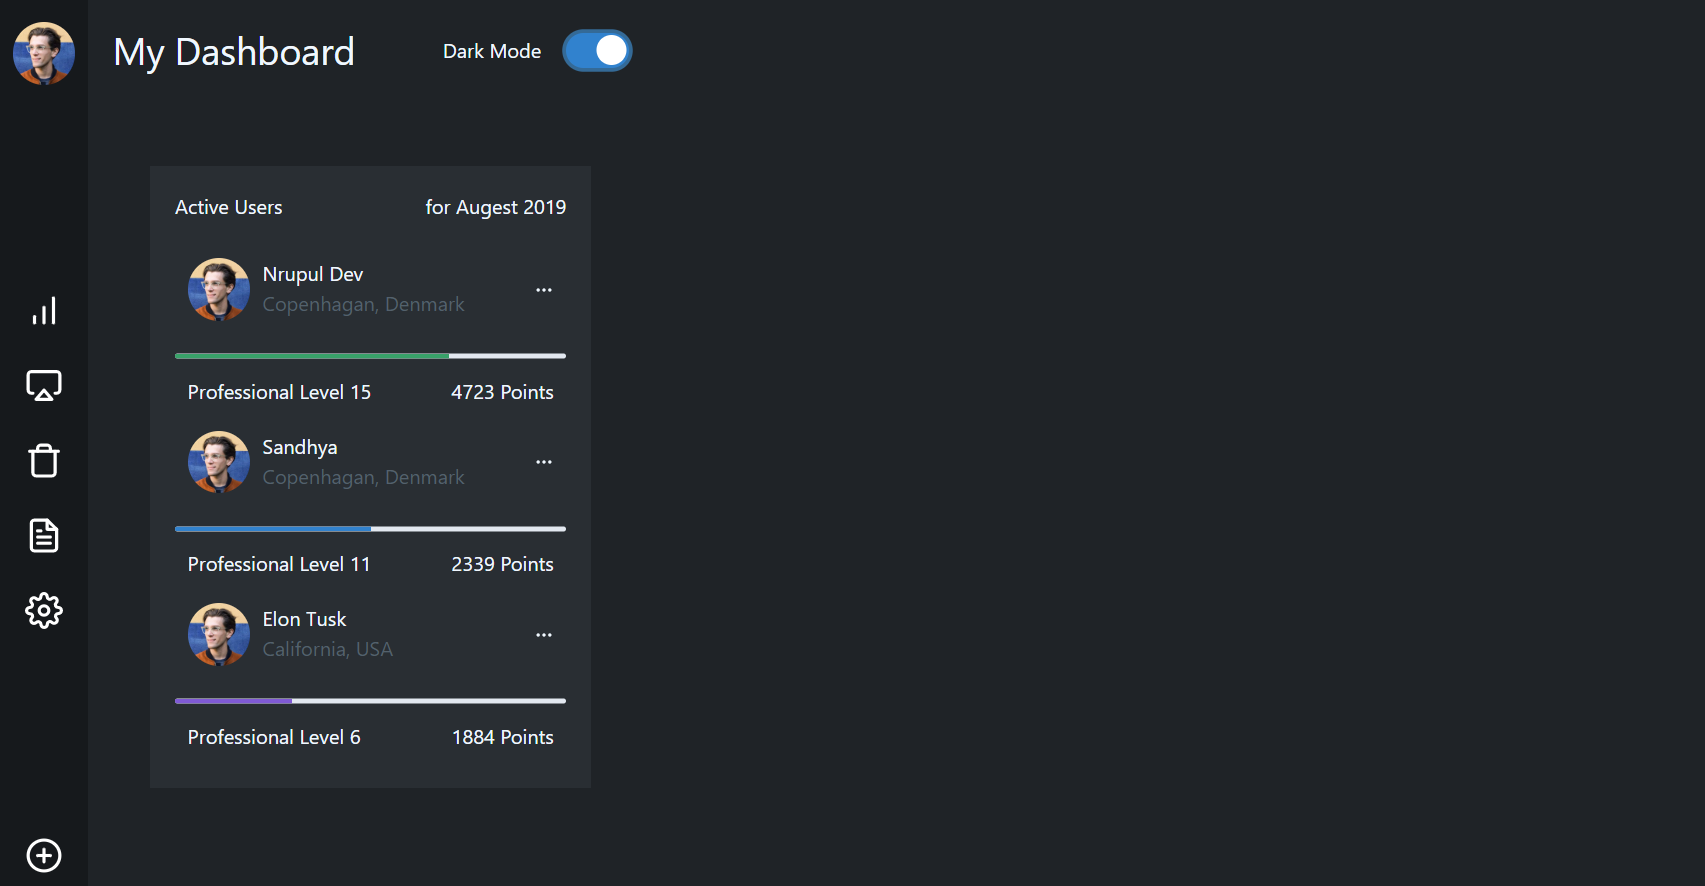 My Dashboard
Dark Mode
Active Users for Augest 2019
Nrupul Dev
Copenhagan, Denmark
Professional Level 15 4723 Points
Sandhya
Copenhagan, Denmark
Professional Level 11 2339 Points
Elon Tusk
California, USA
Professional Level 6 1884 Points